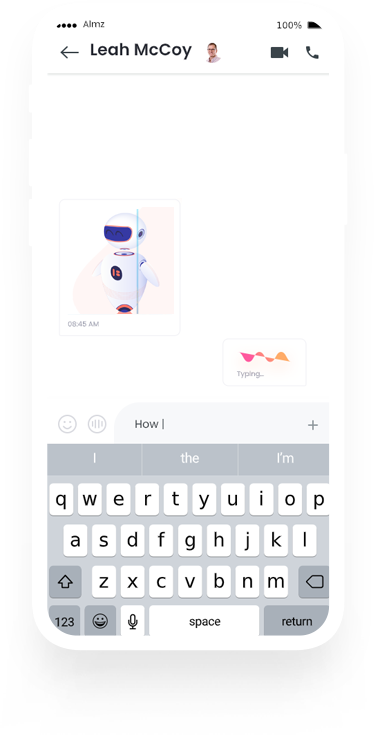 Almz 100%
Leah McCoy
08:45 AM
Typing...
How |
I the I'm
q w e r t y u i o p
a s d f g h j k l
z x c v b n m
123 space return